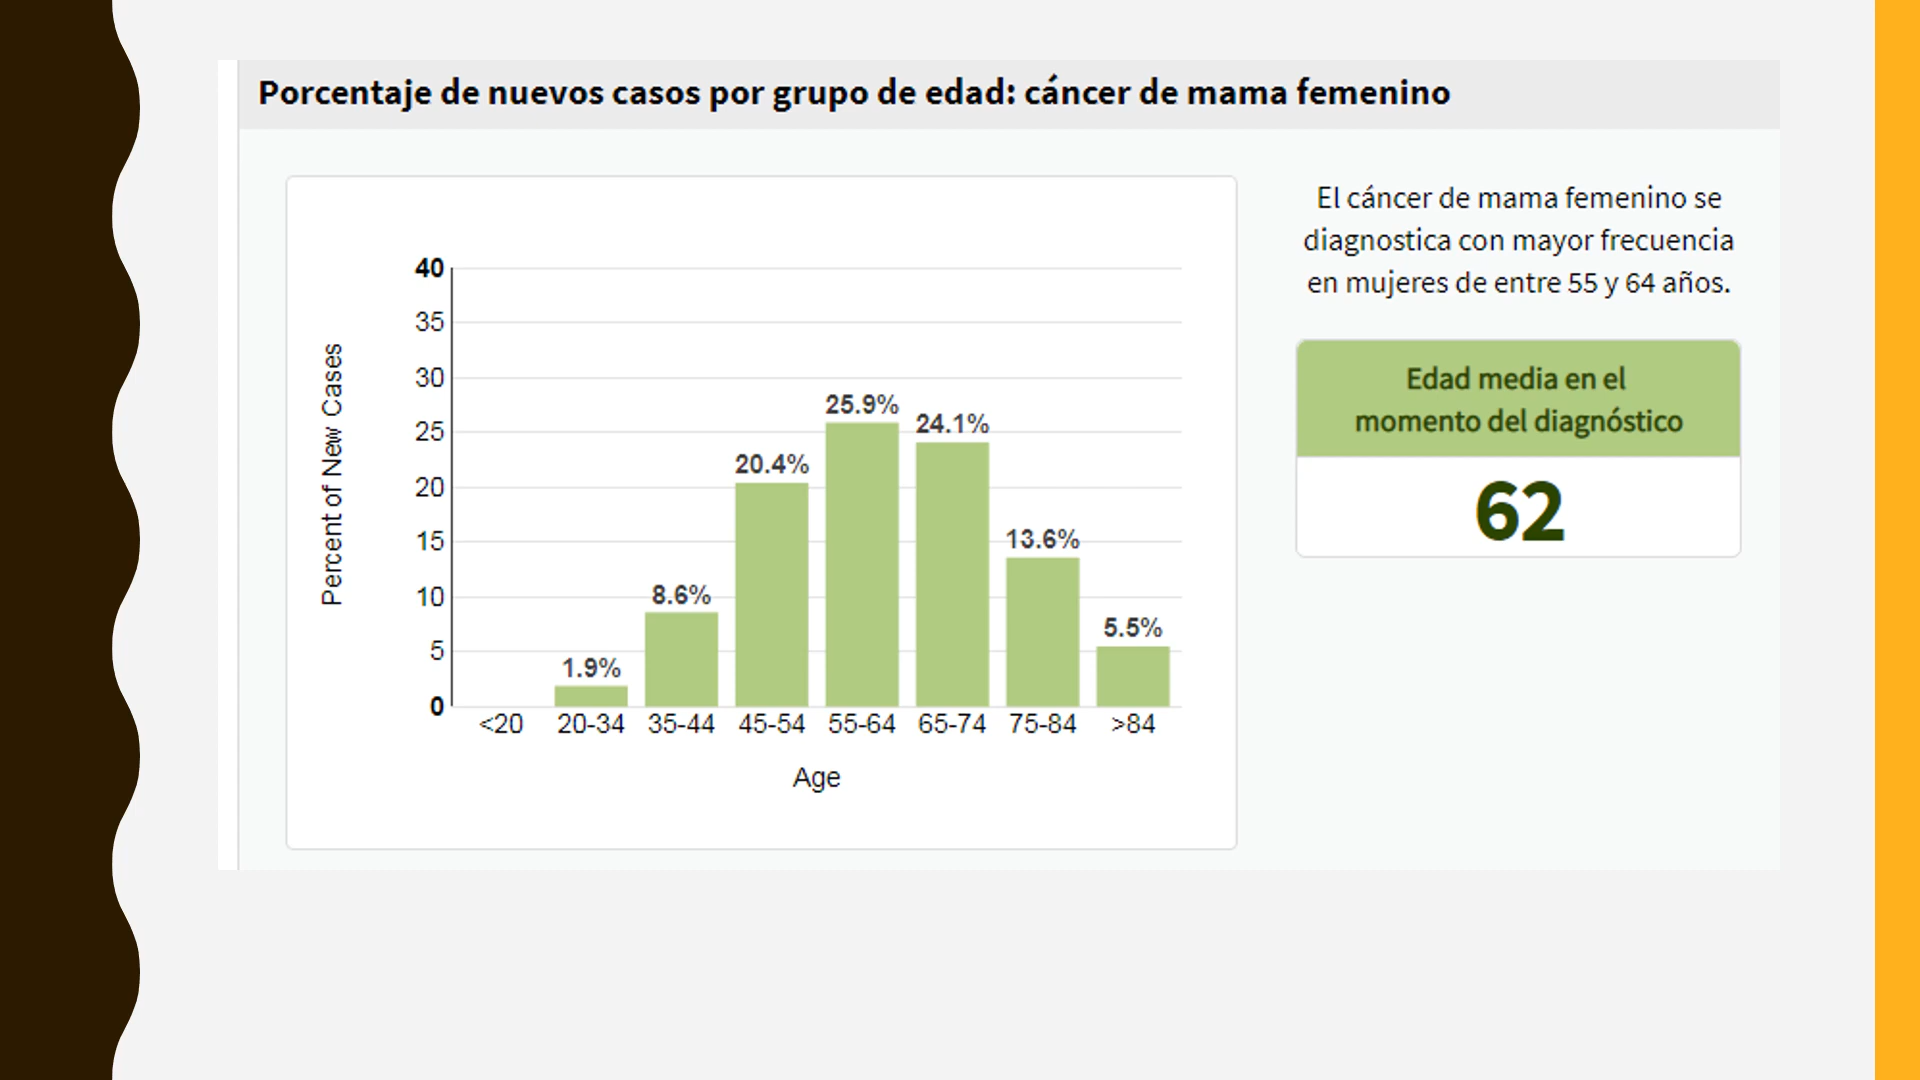 Porcentaje de nuevos casos por grupo de edad: cáncer de mama femenino
El cáncer de mama femenino se
diagnostica con mayor frecuencia
en mujeres de entre 55 y 64 años.
Edad media en el
momento del diagnóstico
62
Percent of New Cases
40
35
30
25
20
15
10
5
0
1.9%
8.6%
20.4%
25.9%
24.1%
13.6%
5.5%
<20 20-34 35-44 45-54 55-64 65-74 75-84 >84
Age